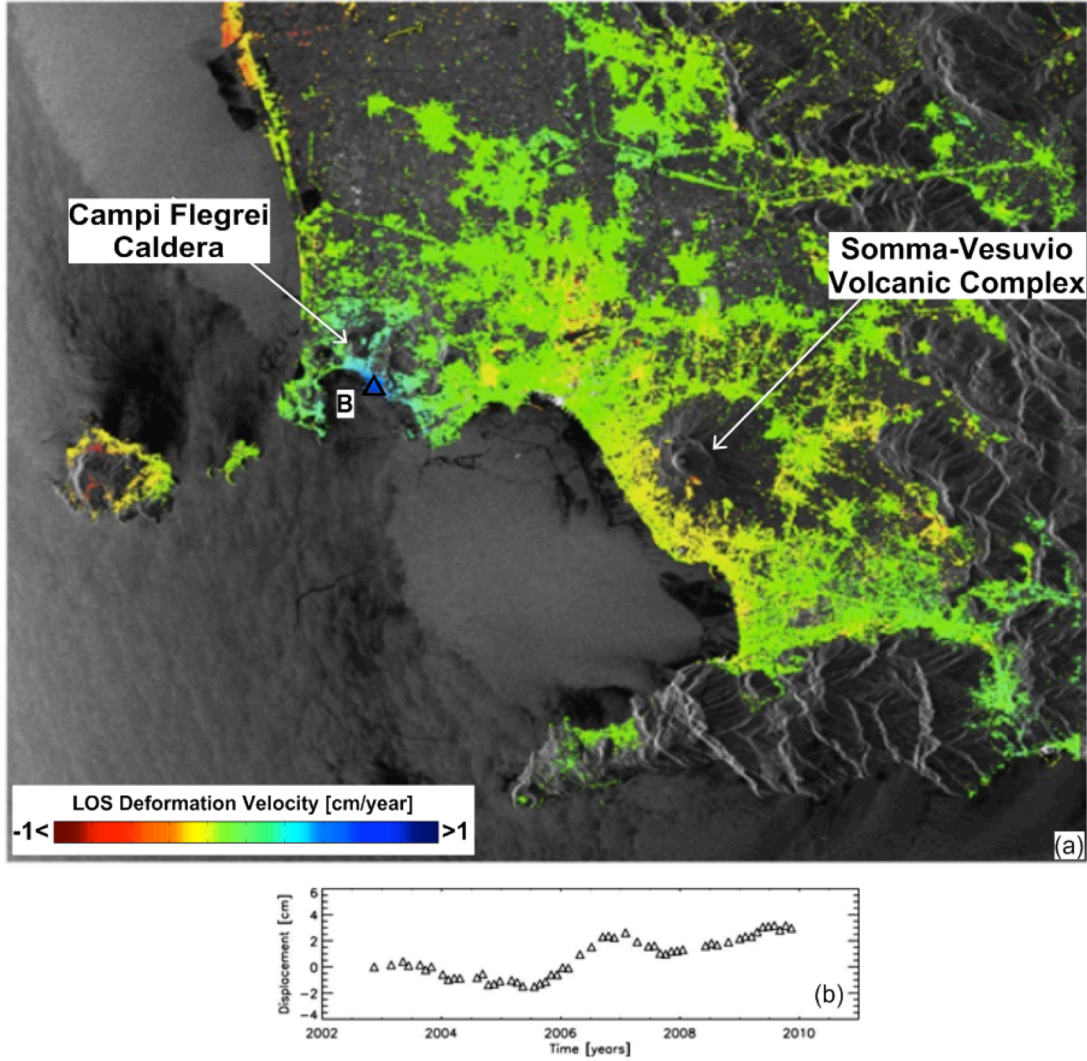 Campi Flegrei
Caldera
Somma-Vesuvio
Volcanic Complex
B
LOS Deformation Velocity [cm/year]
-1< >1
(a)
6
4
2
0
-2
-4
Displacement [cm]
(b)
2002 2004 2006 2008 2010
Time [years]